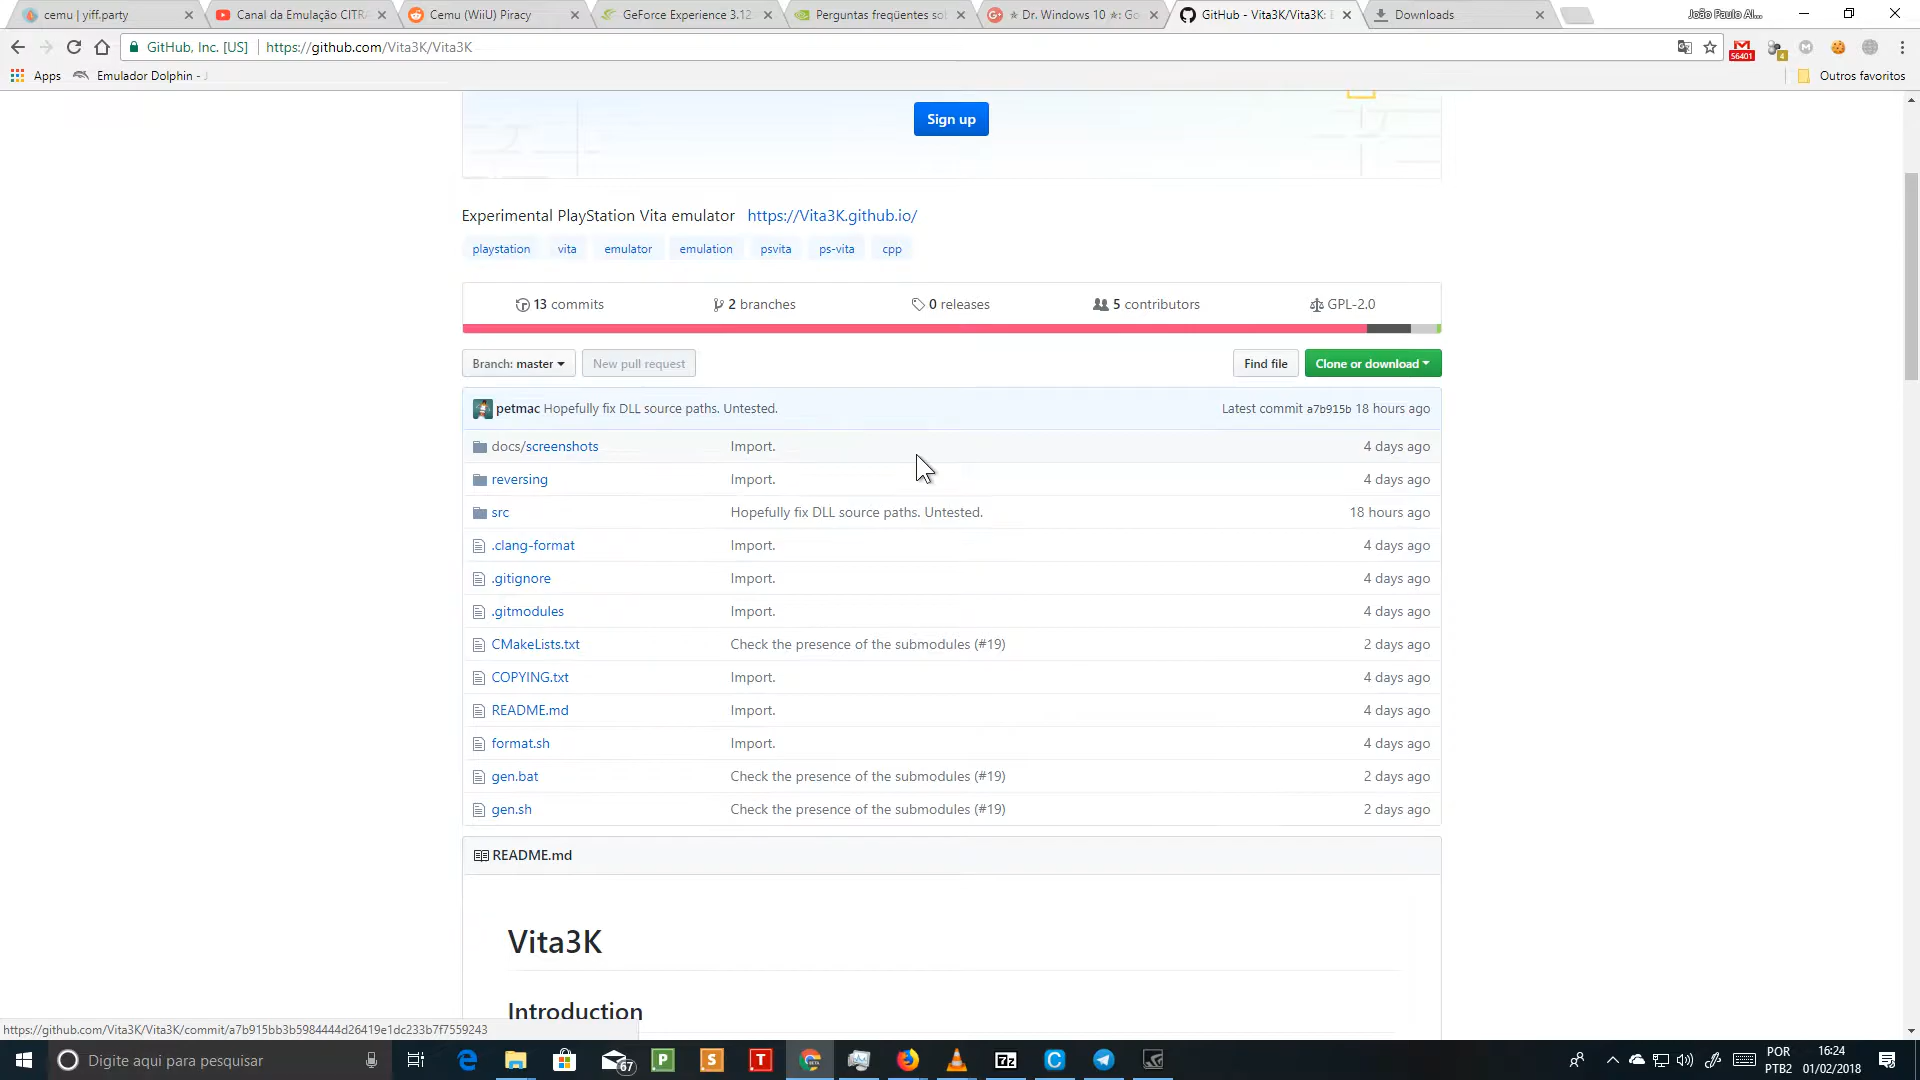 cemu | yiff.party
Canal da Emulação CITRA
Cemu (WiiU) Piracy
GeForce Experience 3.12
Perguntas freqüentes so
★ Dr. Windows 10 ★: Go
GitHub - Vita3K/Vita3K: E
Downloads
João Paulo Al...
GitHub, Inc. [US]
https://github.com/Vita3K/Vita3K
56401
4
Apps
Emulador Dolphin - J
Outros favoritos
Sign up
Experimental PlayStation Vita emulator https://Vita3K.github.io/
playstation vita emulator emulation psvita ps-vita cpp
13 commits
2 branches
0 releases
5 contributors
GPL-2.0
Branch: master
New pull request
Find file
Clone or download
petmac Hopefully fix DLL source paths. Untested.
Latest commit a7b915b 18 hours ago
docs/screenshots Import. 4 days ago
reversing Import. 4 days ago
src Hopefully fix DLL source paths. Untested. 18 hours ago
.clang-format Import. 4 days ago
.gitignore Import. 4 days ago
.gitmodules Import. 4 days ago
CMakeLists.txt Check the presence of the submodules (#19) 2 days ago
COPYING.txt Import. 4 days ago
README.md Import. 4 days ago
format.sh Import. 4 days ago
gen.bat Check the presence of the submodules (#19) 2 days ago
gen.sh Check the presence of the submodules (#19) 2 days ago
README.md
Vita3K
Introduction
https://github.com/Vita3K/Vita3K/commit/a7b915bb3b5984444d26419e1dc233b7f7559243
Digite aqui para pesquisar
67
P
S
T
7z
C
POR
PTB2
16:24
01/02/2018